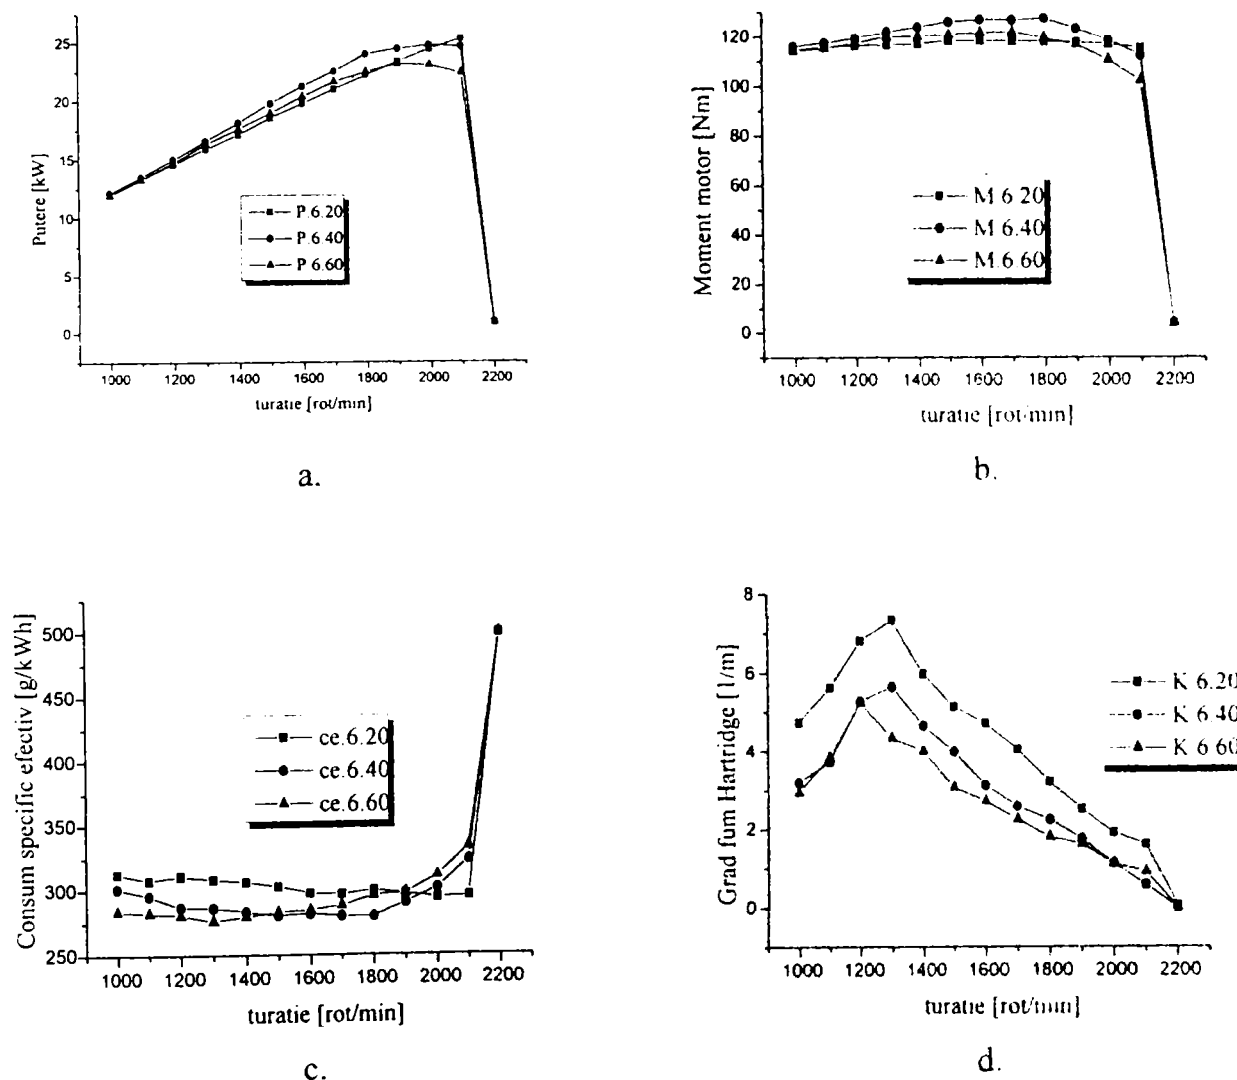 25
20
15
10
5
0
Putere [kW]
P.6.20
P.6.40
P.6.60
1000 1200 1400 1600 1800 2000 2200
turatie [rot/min]
a.
120
100
80
60
40
20
0
Moment motor [Nm]
M 6.20
M 6.40
M.6.60
1000 1200 1400 1600 1800 2000 2200
turatie [rot/min]
b.
500
450
400
350
300
250
Consum specific efectiv [g/kWh]
ce.6.20
ce.6.40
ce.6.60
1000 1200 1400 1600 1800 2000 2200
turatie [rot/min]
c.
8
6
4
2
0
Grad fum Hartridge [1/m]
K 6.20
K 6.40
K 6.60
1000 1200 1400 1600 1800 2000 2200
turatie [rot/min]
d.